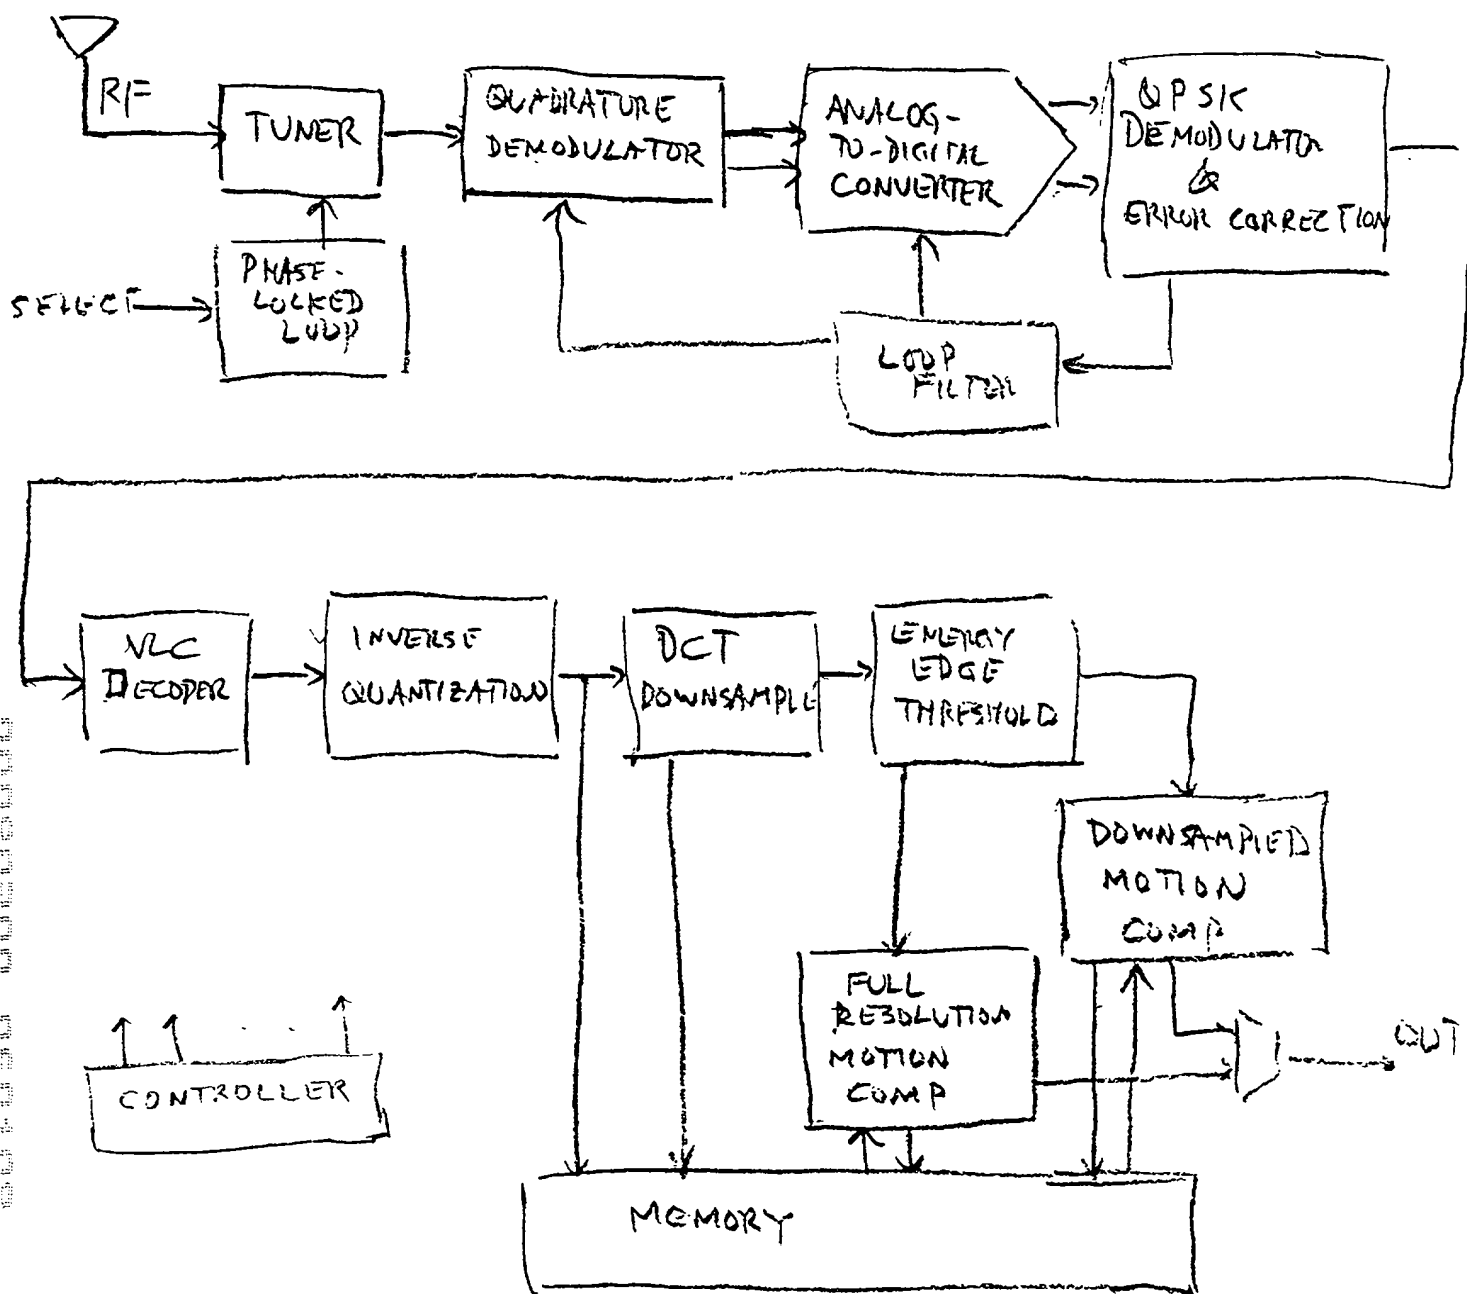 RF
TUNER
QUADRATURE
DEMODULATOR
ANALOG-
TO-DIGITAL
CONVERTER
QPSK
DEMODULATOR
&
ERROR CORRECTION
SELECT
PHASE-
LOCKED
LOOP
LOOP
FILTER
VLC
DECODER
INVERSE
QUANTIZATION
DCT
DOWNSAMPLE
ENERGY
EDGE
THRESHOLD
DOWNSAMPLED
MOTION
COMP
FULL
RESOLUTION
MOTION
COMP
OUT
CONTROLLER
MEMORY